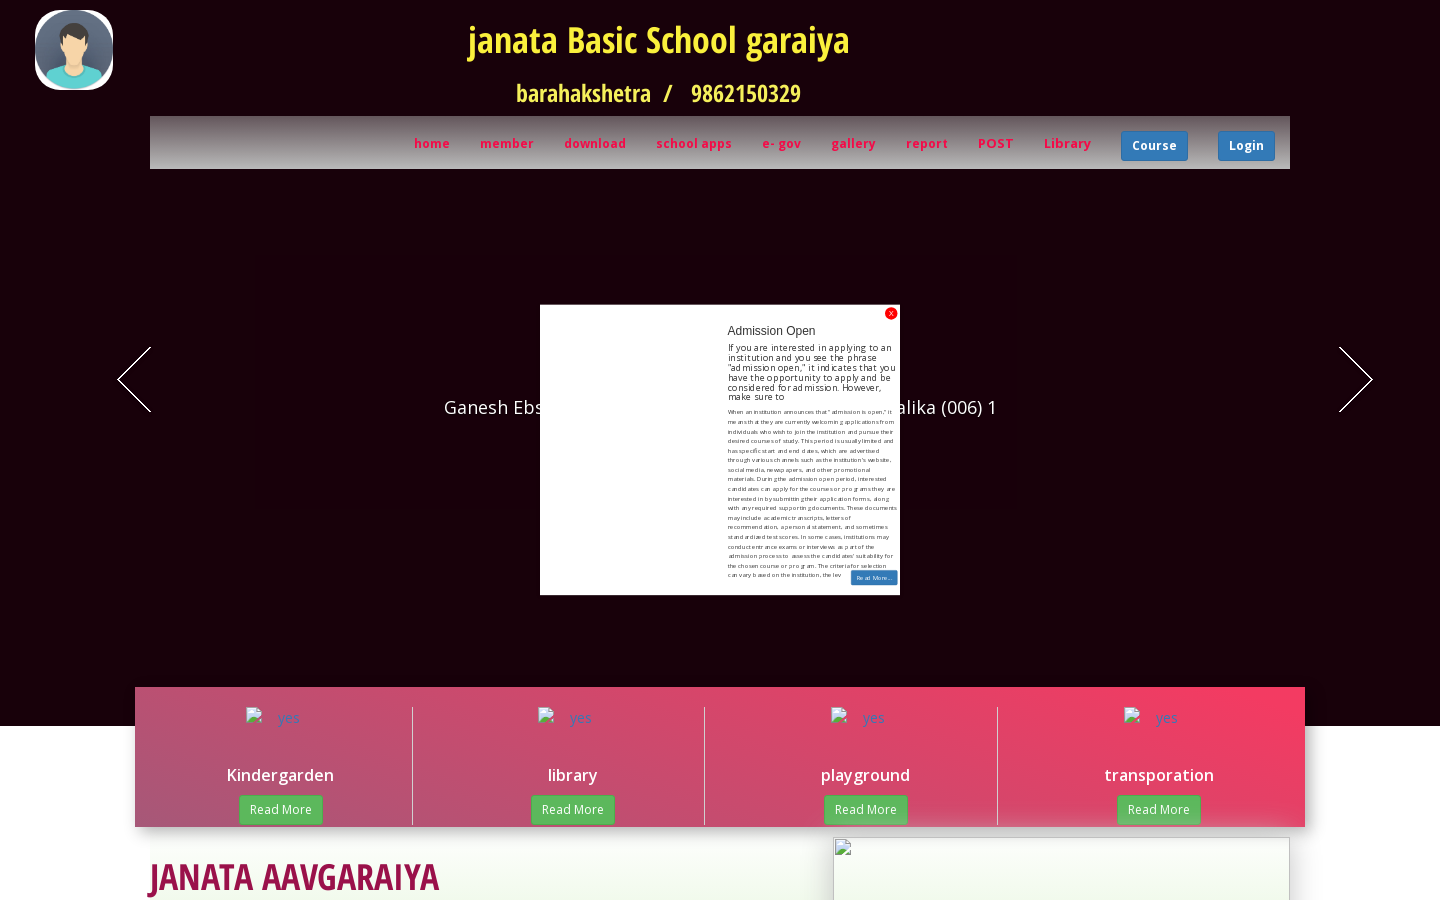 janata Basic School garaiya
barahakshetra / 9862150329
home member download school apps e- gov gallery report POST Library Course Login
X
Admission Open
If you are interested in applying to an
institution and you see the phrase
"admission open," it indicates that you
have the opportunity to apply and be
considered for admission. However,
make sure to
When an institution announces that "admission is open," it
means that they are currently welcoming applications from
individuals who wish to join the institution and pursue their
desired courses of study. This period is usually limited and
has specific start and end dates, which are advertised
through various channels such as the institution's website,
social media, newspapers, and other promotional
materials. During the admission open period, interested
candidates can apply for the courses or programs they are
interested in by submitting their application forms, along
with any required supporting documents. These documents
may include academic transcripts, letters of
recommendation, a personal statement, and sometimes
standardized test scores. In some cases, institutions may
conduct entrance exams or interviews as part of the
admission process to assess the candidates' suitability for
the chosen course or program. The criteria for selection
can vary based on the institution, the lev
Read More...
Ganesh Ebs alika (006) 1
yes yes yes yes
Kindergarden library playground transporation
Read More Read More Read More Read More
JANATA AAVGARAIYA